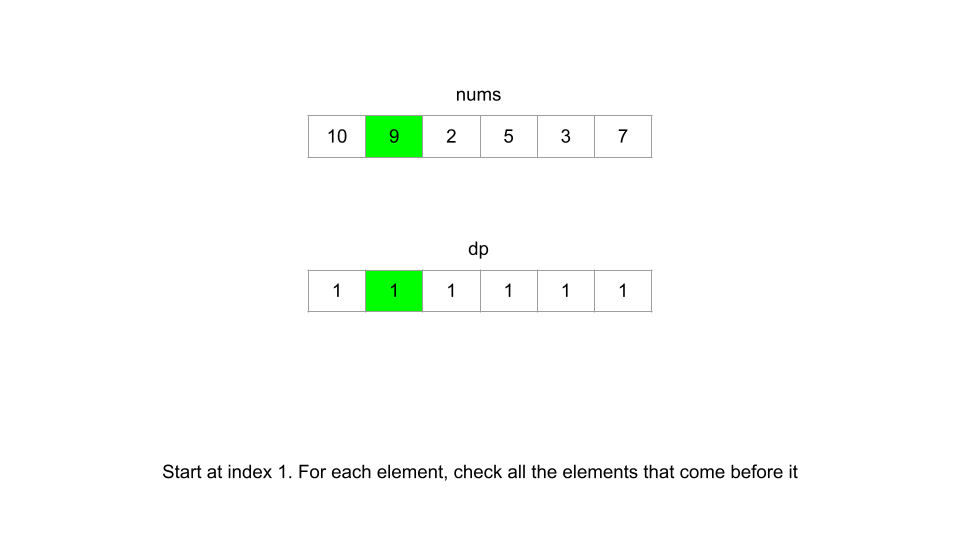 nums
10 9 2 5 3 7
dp
1 1 1 1 1 1
Start at index 1. For each element, check all the elements that come before it